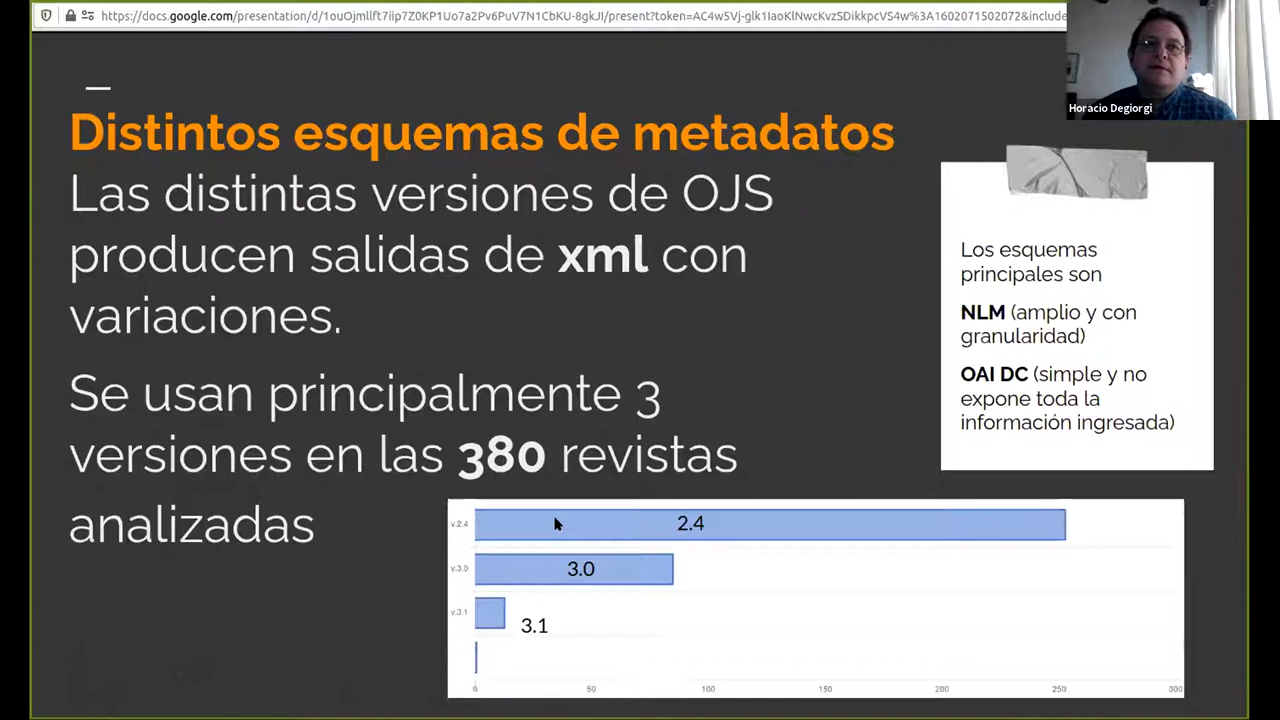 https://docs.google.com/presentation/d/1ouOjmllft7iip7Z0KP1Uo7a2Pv6PuV7N1CbKU-8gkJI/present?token=AC4w5Vj-glk1IaoKlNwcKvzSDikkpcVS4w%3A1602071502072&include
Horacio Degiorgi
Distintos esquemas de metadatos
Las distintas versiones de OJS
producen salidas de xml con
variaciones.
Se usan principalmente 3
versiones en las 380 revistas
analizadas
Los esquemas
principales son
NLM (amplio y con
granularidad)
OAI DC (simple y no
expone toda la
información ingresada)
v.2.4 2.4
v.3.0 3.0
v.3.1 3.1
0 50 100 150 200 250 300